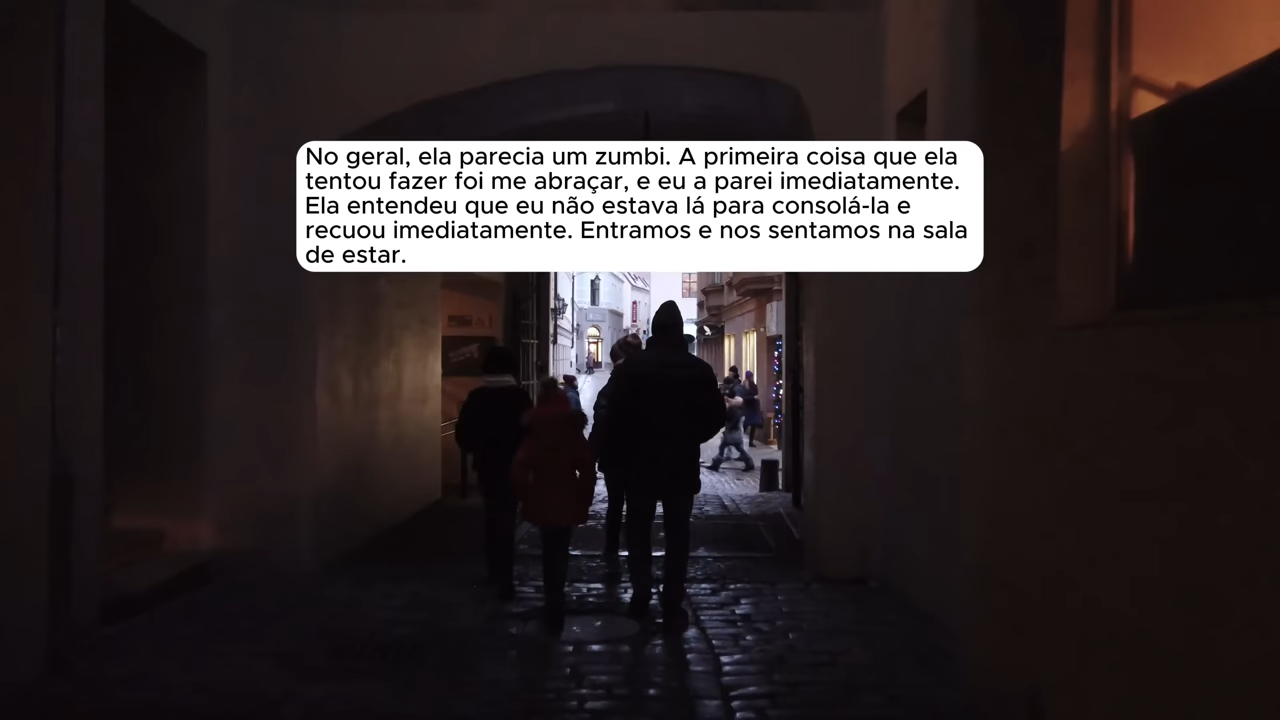 No geral, ela parecia um zumbi. A primeira coisa que ela
tentou fazer foi me abraçar, e eu a parei imediatamente.
Ela entendeu que eu não estava lá para consolá-la e
recuou imediatamente. Entramos e nos sentamos na sala
de estar.